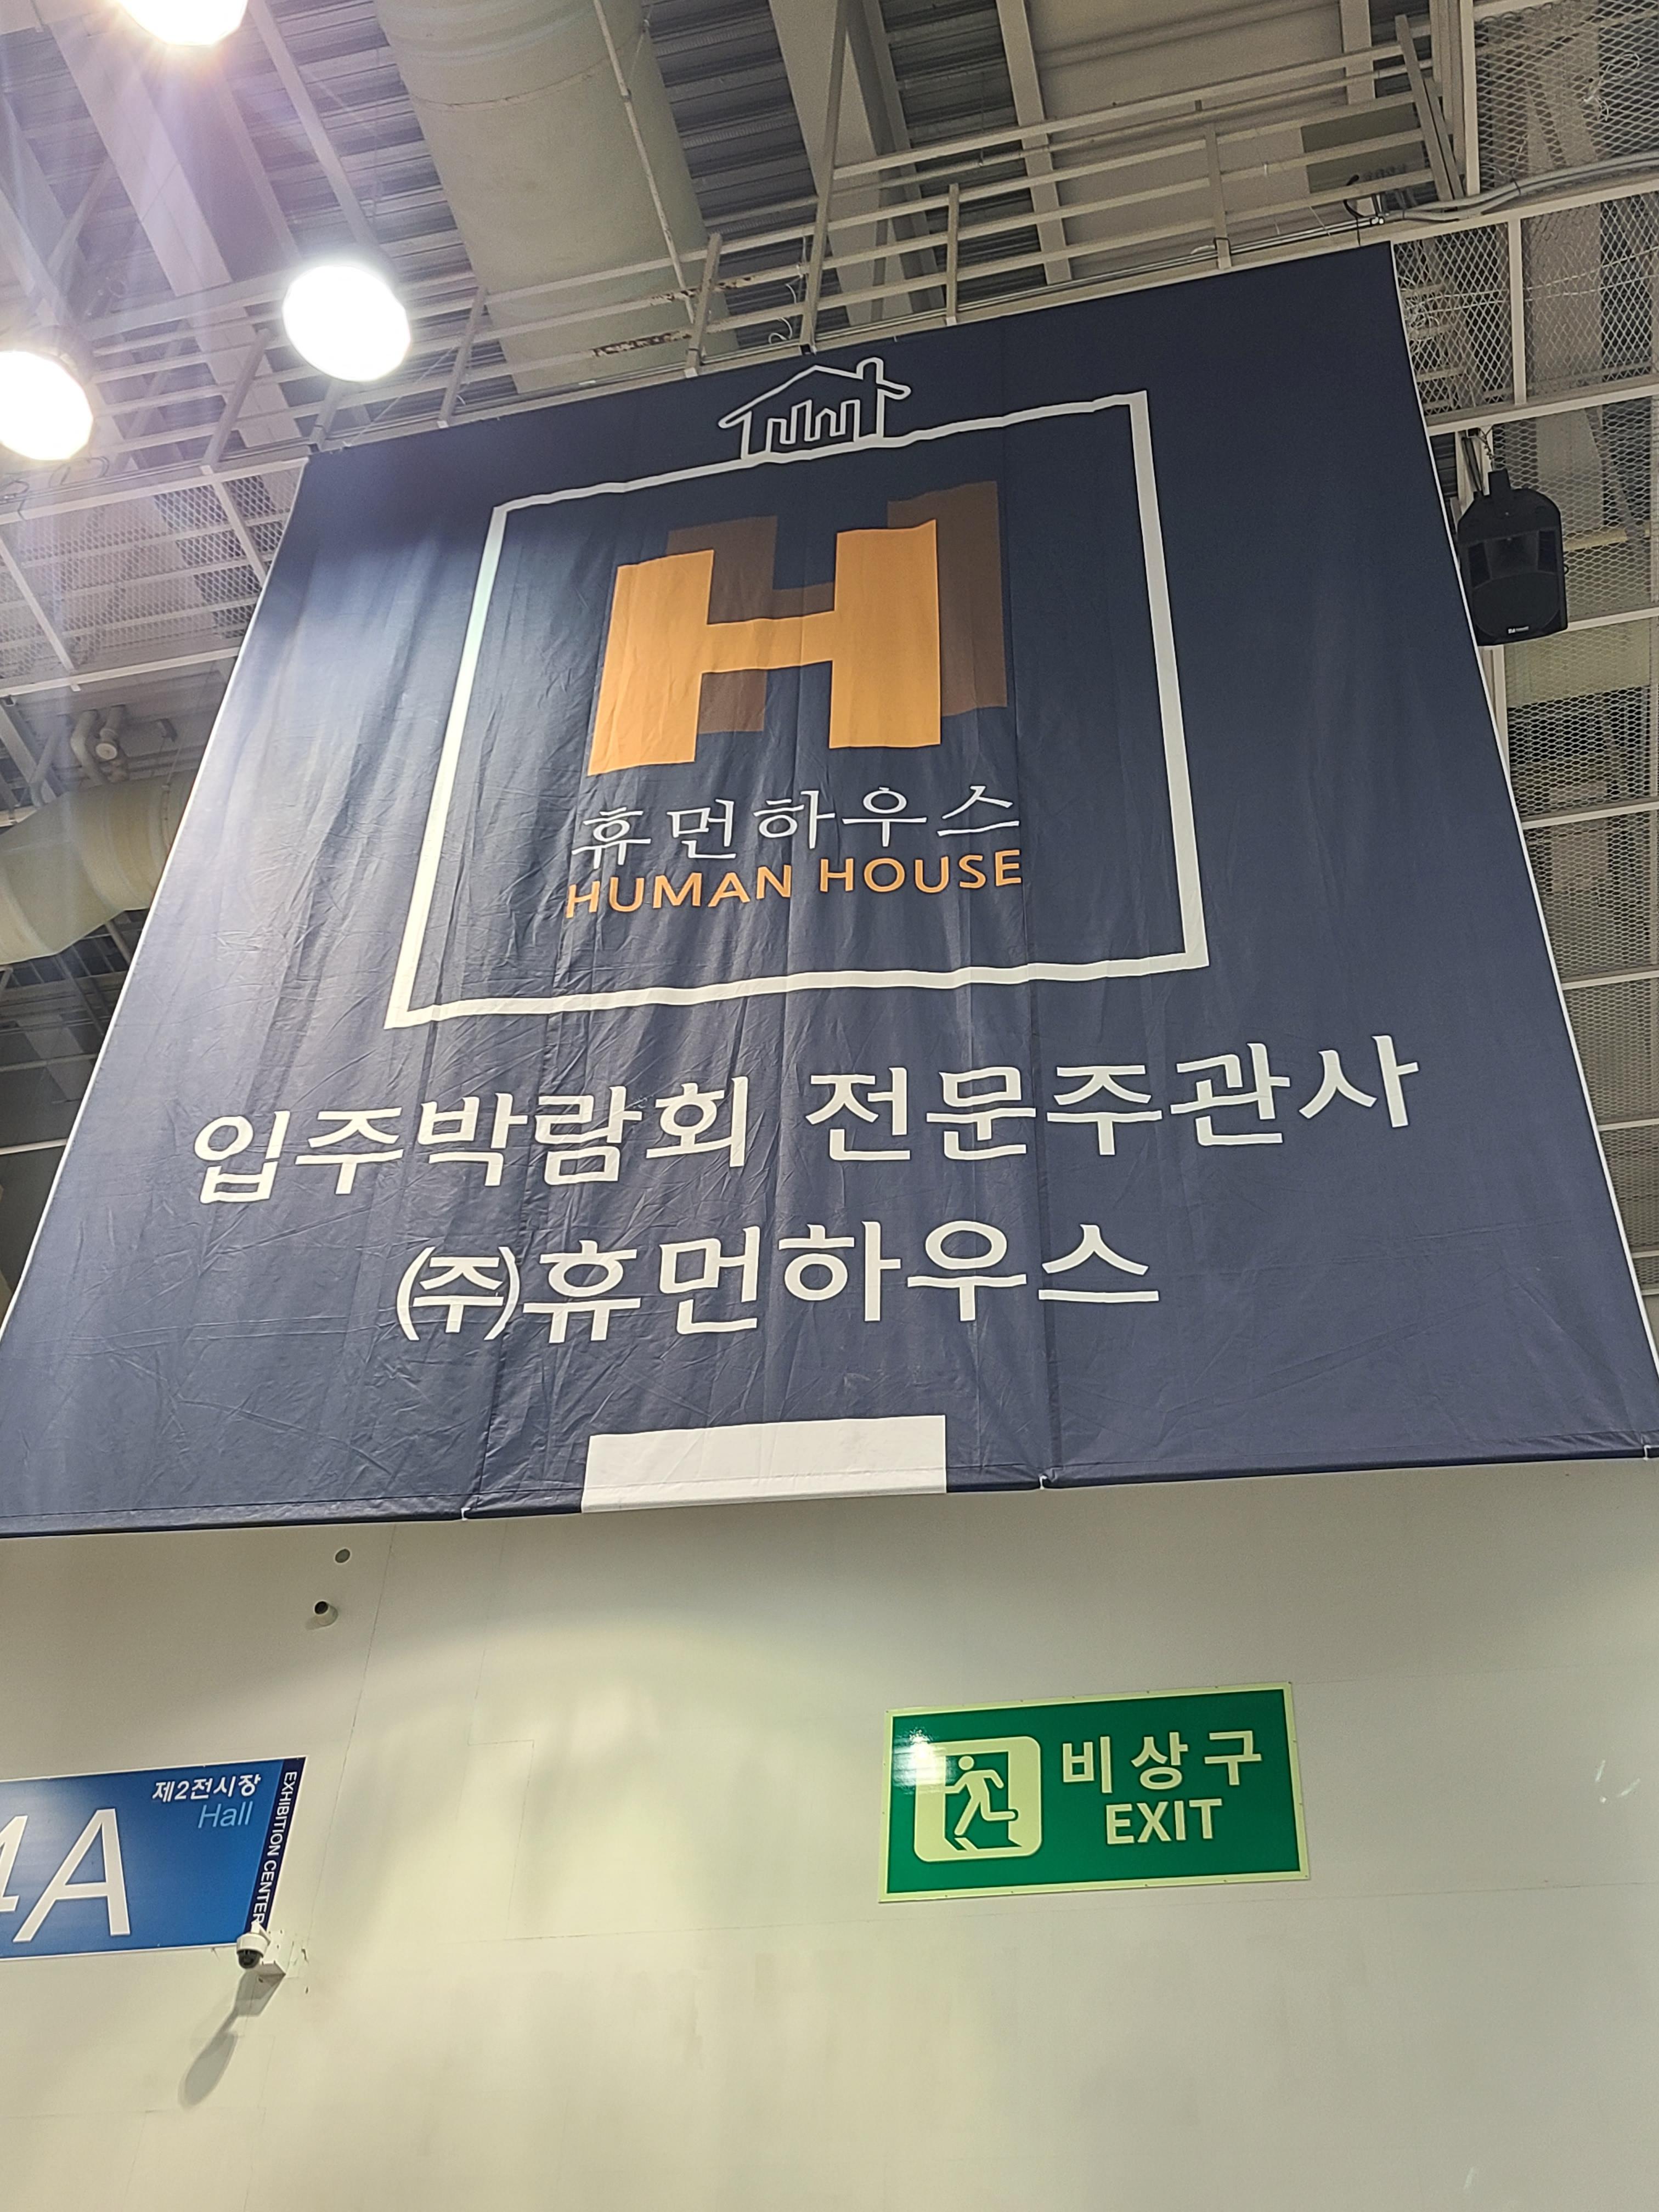 H
휴먼하우스
HUMAN HOUSE
입주박람회 전문주관사
㈜휴먼하우스
제2전시장
Hall
4A
EXHIBITION CENTER
비상구
EXIT